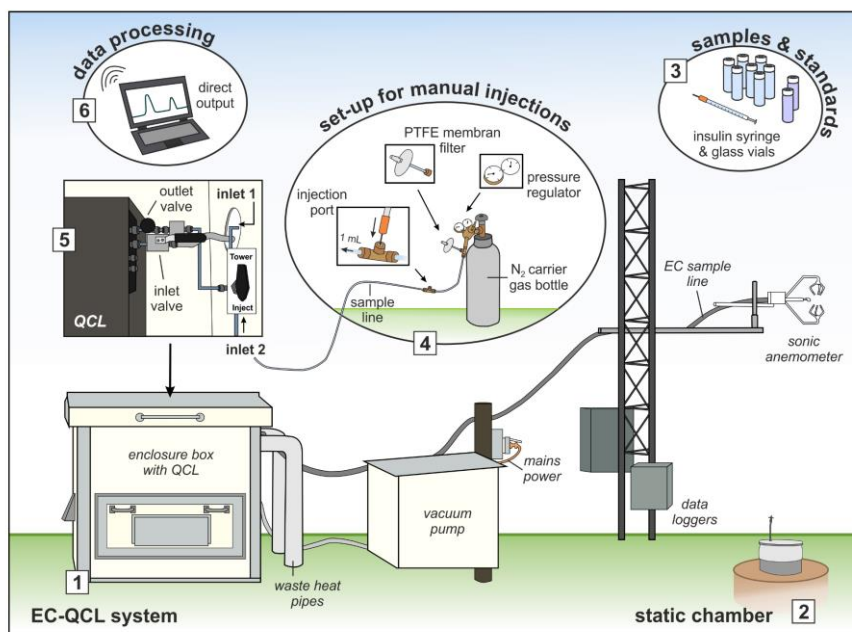 data processing
6
direct
output
set-up for manual injections
PTFE membran
filter
pressure
regulator
injection
port
1 mL
N₂ carrier
gas bottle
sample
line
4
samples & standards
3
insulin syringe
& glass vials
outlet
valve
inlet 1
5
Tower
inlet
valve
Inject
QCL
inlet 2
EC sample
line
sonic
anemometer
enclosure box
with QCL
mains
power
vacuum
pump
data
loggers
1
waste heat
pipes
EC-QCL system
static chamber
2